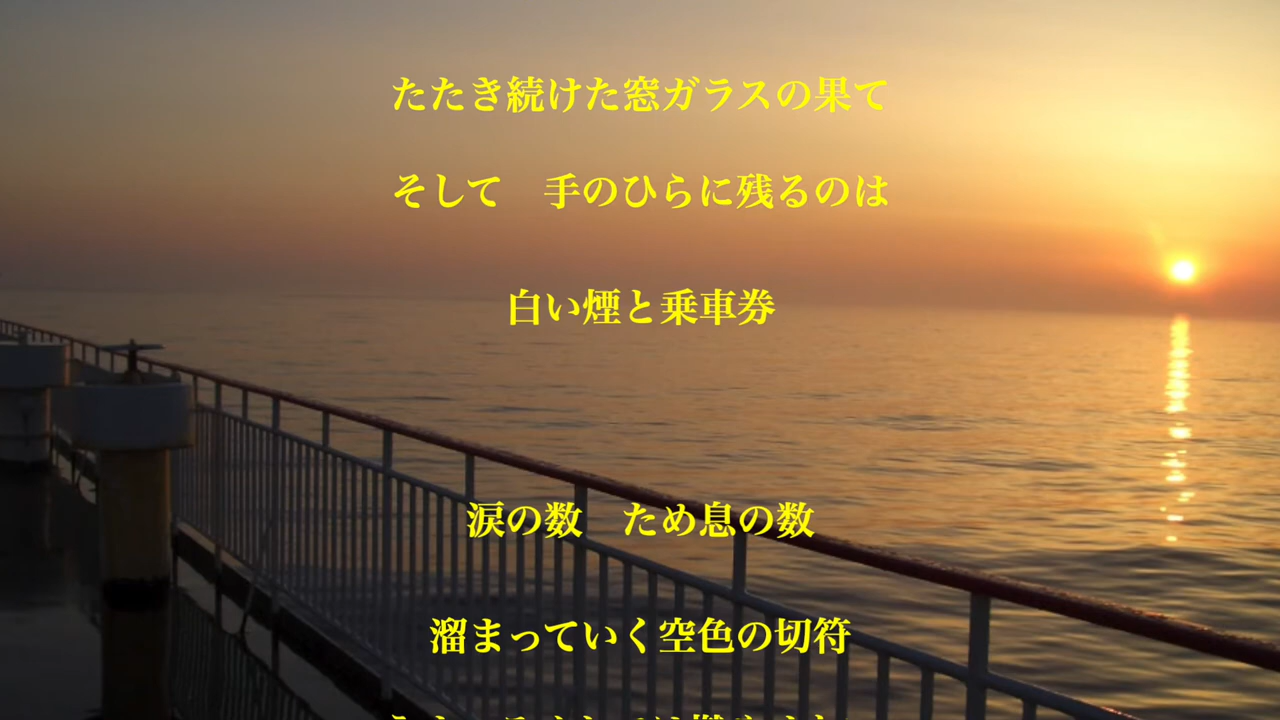 たたき続けた窓ガラスの果て
そして　手のひらに残るのは
白い煙と乗車券
涙の数　ため息の数
溜まっていく空色の切符